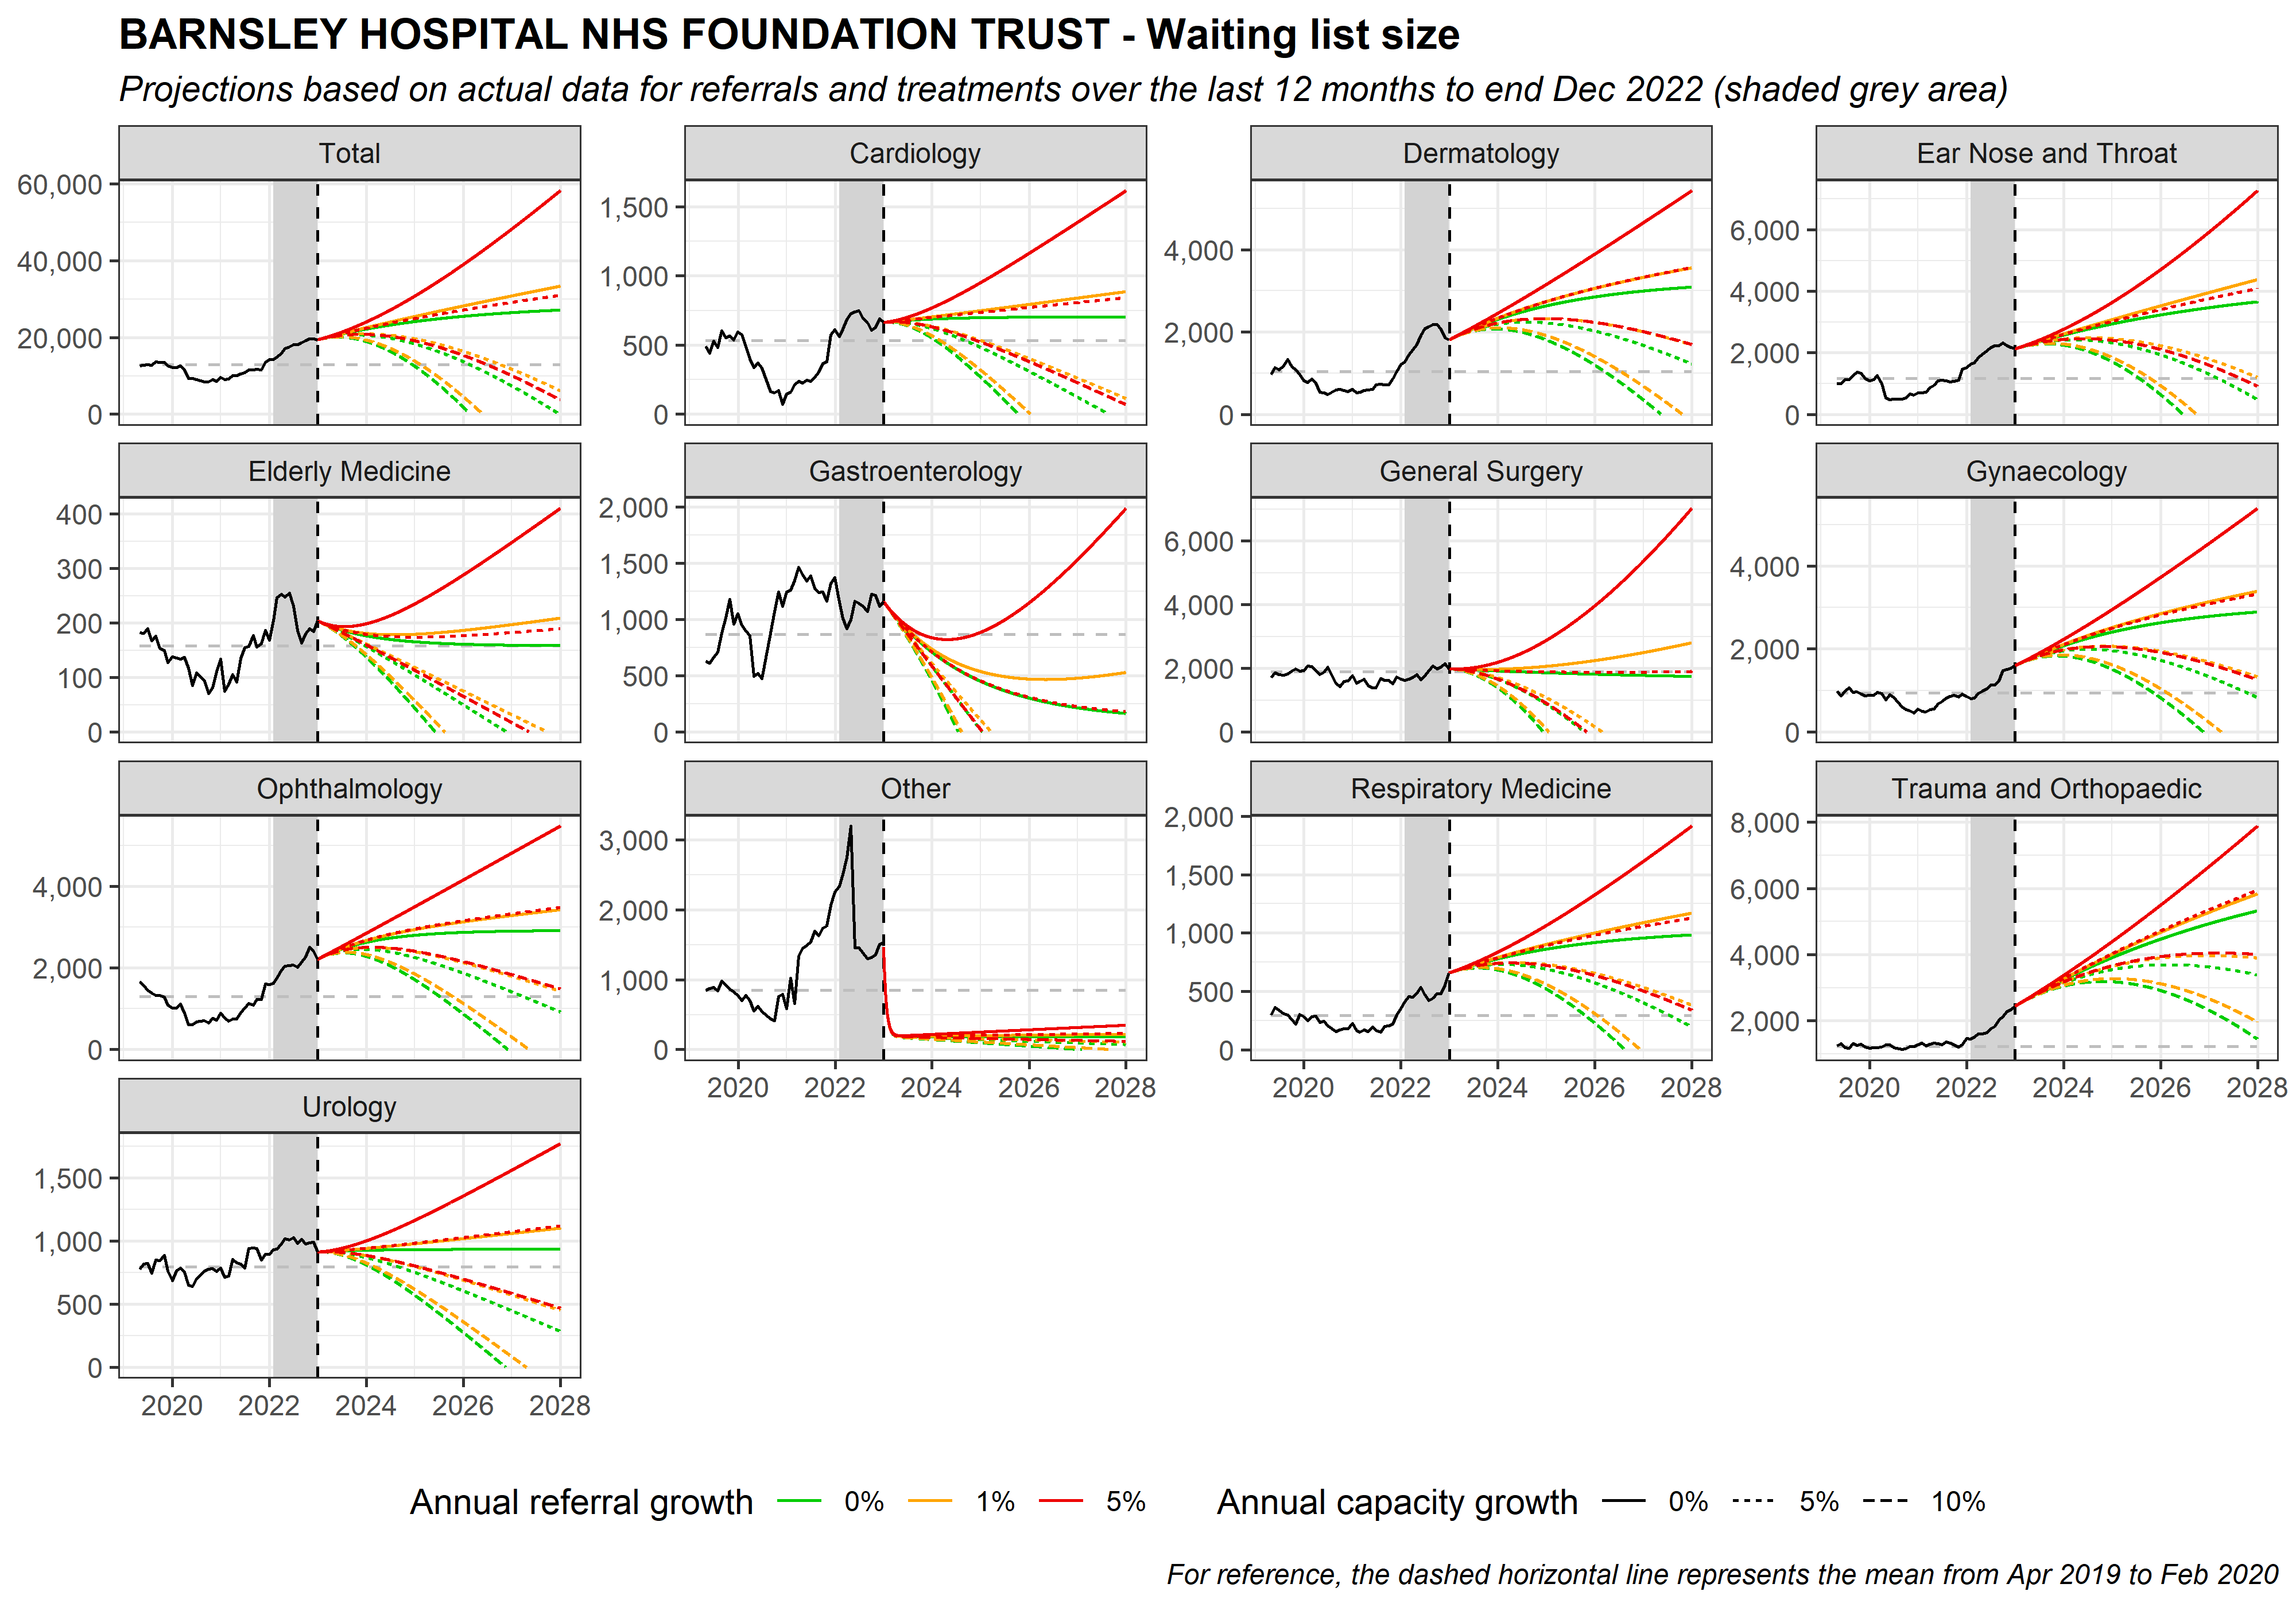 BARNSLEY HOSPITAL NHS FOUNDATION TRUST - Waiting list size
Projections based on actual data for referrals and treatments over the last 12 months to end Dec 2022 (shaded grey area)
Total
60,000
40,000
20,000
0
Cardiology
1,500
1,000
500
0
Dermatology
4,000
2,000
0
Ear Nose and Throat
6,000
4,000
2,000
0
Elderly Medicine
400
300
200
100
0
Gastroenterology
2,000
1,500
1,000
500
0
General Surgery
6,000
4,000
2,000
0
Gynaecology
4,000
2,000
0
Ophthalmology
4,000
2,000
0
Other
3,000
2,000
1,000
0
2020 2022 2024 2026 2028
Respiratory Medicine
2,000
1,500
1,000
500
0
2020 2022 2024 2026 2028
Trauma and Orthopaedic
8,000
6,000
4,000
2,000
2020 2022 2024 2026 2028
Urology
1,500
1,000
500
0
2020 2022 2024 2026 2028
Annual referral growth 0% 1% 5% Annual capacity growth 0% 5% 10%
For reference, the dashed horizontal line represents the mean from Apr 2019 to Feb 2020